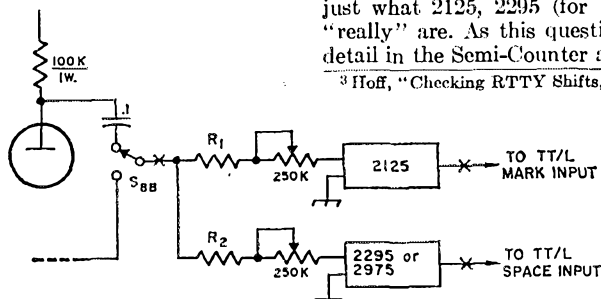 just what 2125, 2295 (for
“really” are. As this questi
detail in the Semi-Counter a
³ Hoff, “Checking RTTY Shifts,
100K
1W.
.1
S8B
R1
250K
2125
TO TT/L
MARK INPUT
R2
250K
2295 or
2975
TO TT/L
SPACE INPUT